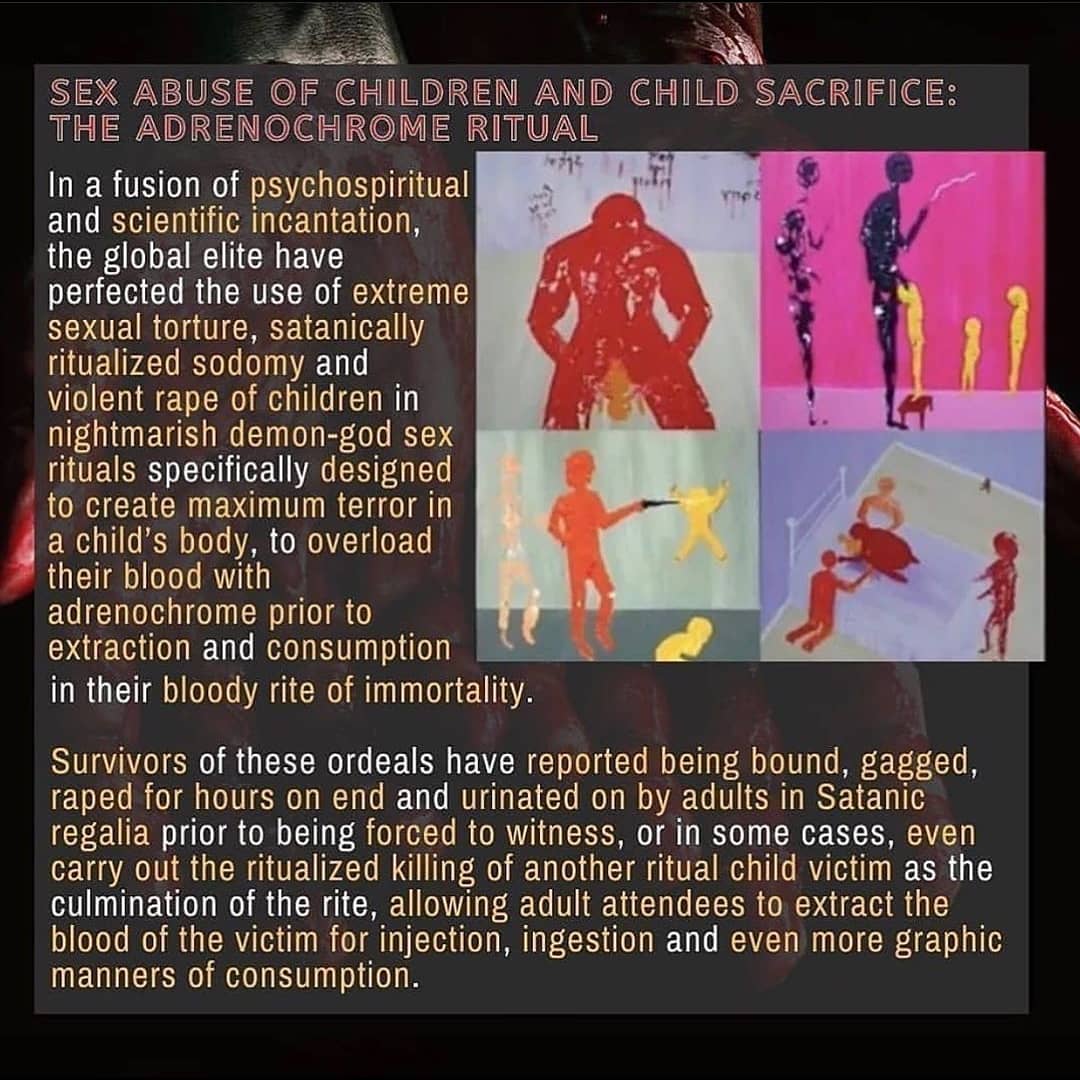 SEX ABUSE OF CHILDREN AND CHILD SACRIFICE:
THE ADRENOCHROME RITUAL
In a fusion of psychospiritual
and scientific incantation,
the global elite have
perfected the use of extreme
sexual torture, satanically
ritualized sodomy and
violent rape of children in
nightmarish demon-god sex
rituals specifically designed
to create maximum terror in
a child's body, to overload
their blood with
adrenochrome prior to
extraction and consumption
in their bloody rite of immortality.
Survivors of these ordeals have reported being bound, gagged,
raped for hours on end and urinated on by adults in Satanic
regalia prior to being forced to witness, or in some cases, even
carry out the ritualized killing of another ritual child victim as the
culmination of the rite, allowing adult attendees to extract the
blood of the victim for injection, ingestion and even more graphic
manners of consumption.